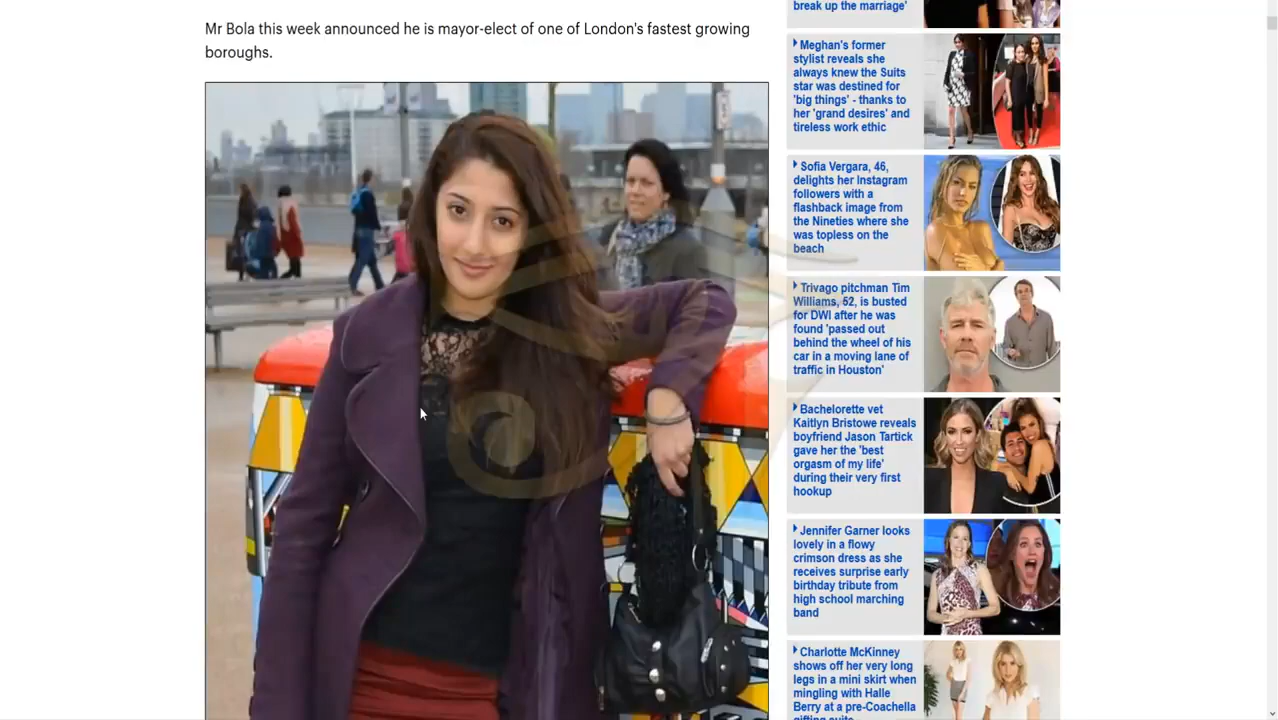 Mr Bola this week announced he is mayor-elect of one of London's fastest growing
boroughs.
break up the marriage'
Meghan's former
stylist reveals she
always knew the Suits
star was destined for
'big things' - thanks to
her 'grand desires' and
tireless work ethic
Sofia Vergara, 46,
delights her Instagram
followers with a
flashback image from
the Nineties where she
was topless on the
beach
Trivago pitchman Tim
Williams, 52, is busted
for DWI after he was
found 'passed out
behind the wheel of his
car in a moving lane of
traffic in Houston'
Bachelorette vet
Kaitlyn Bristowe reveals
boyfriend Jason Tartick
gave her the 'best
orgasm of my life'
during their very first
hookup
Jennifer Garner looks
lovely in a flowy
crimson dress as she
receives surprise early
birthday tribute from
high school marching
band
Charlotte McKinney
shows off her very long
legs in a mini skirt when
mingling with Halle
Berry at a pre-Coachella
gifting suite